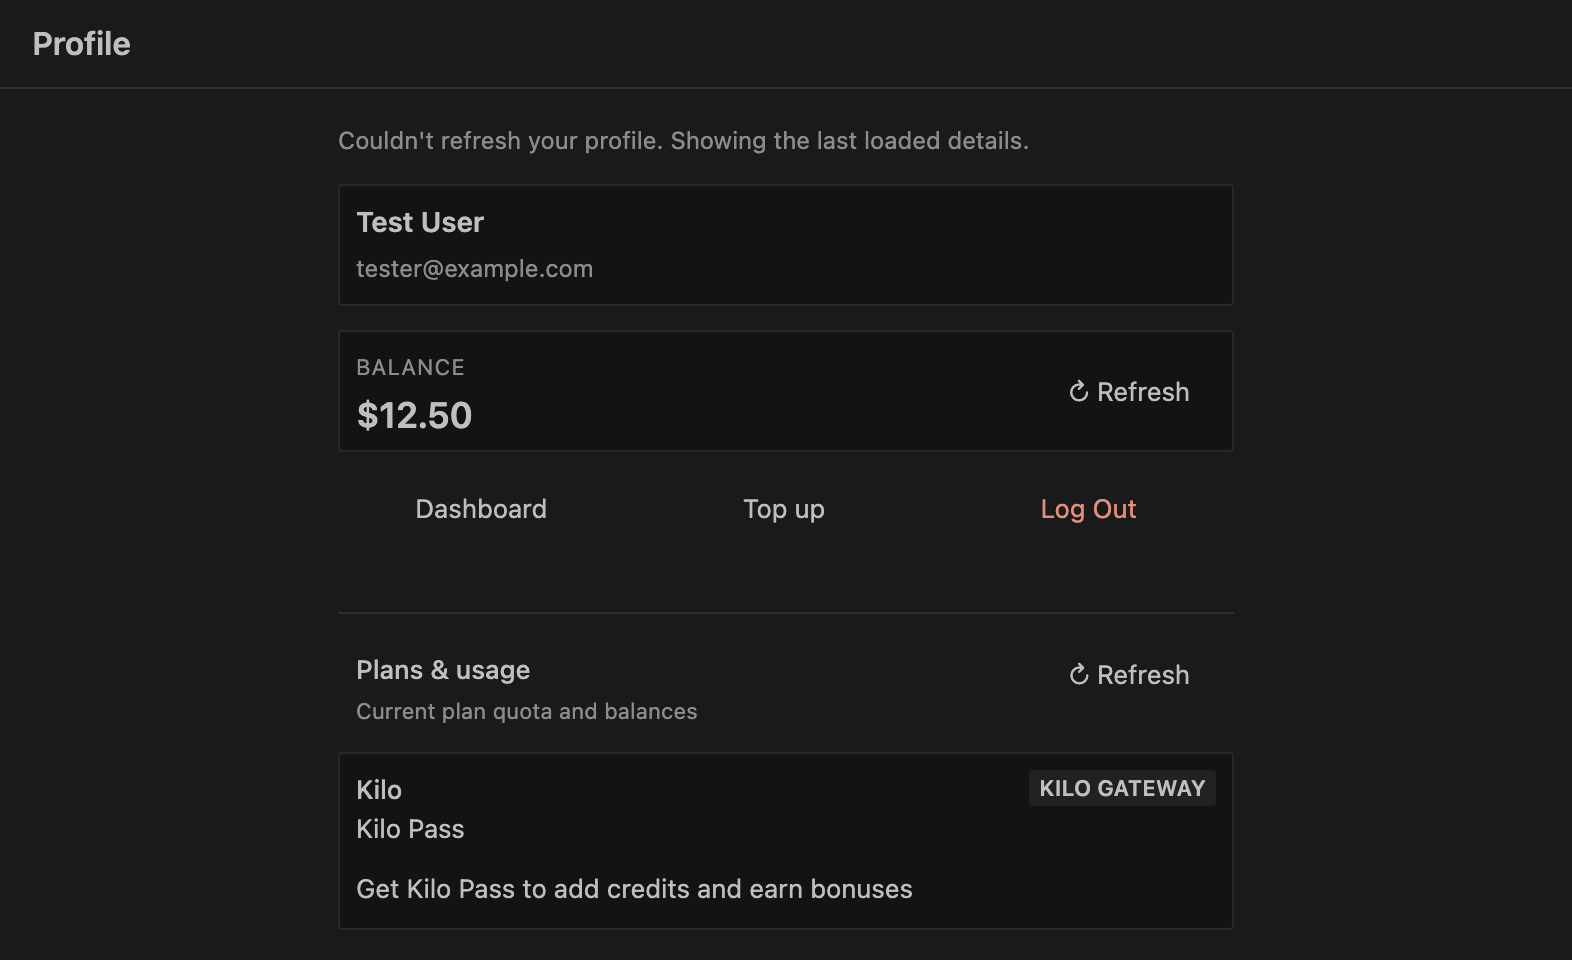 Profile
Couldn't refresh your profile. Showing the last loaded details.
Test User
tester@example.com
BALANCE
$12.50
Refresh
Dashboard
Top up
Log Out
Plans & usage
Refresh
Current plan quota and balances
Kilo
KILO GATEWAY
Kilo Pass
Get Kilo Pass to add credits and earn bonuses